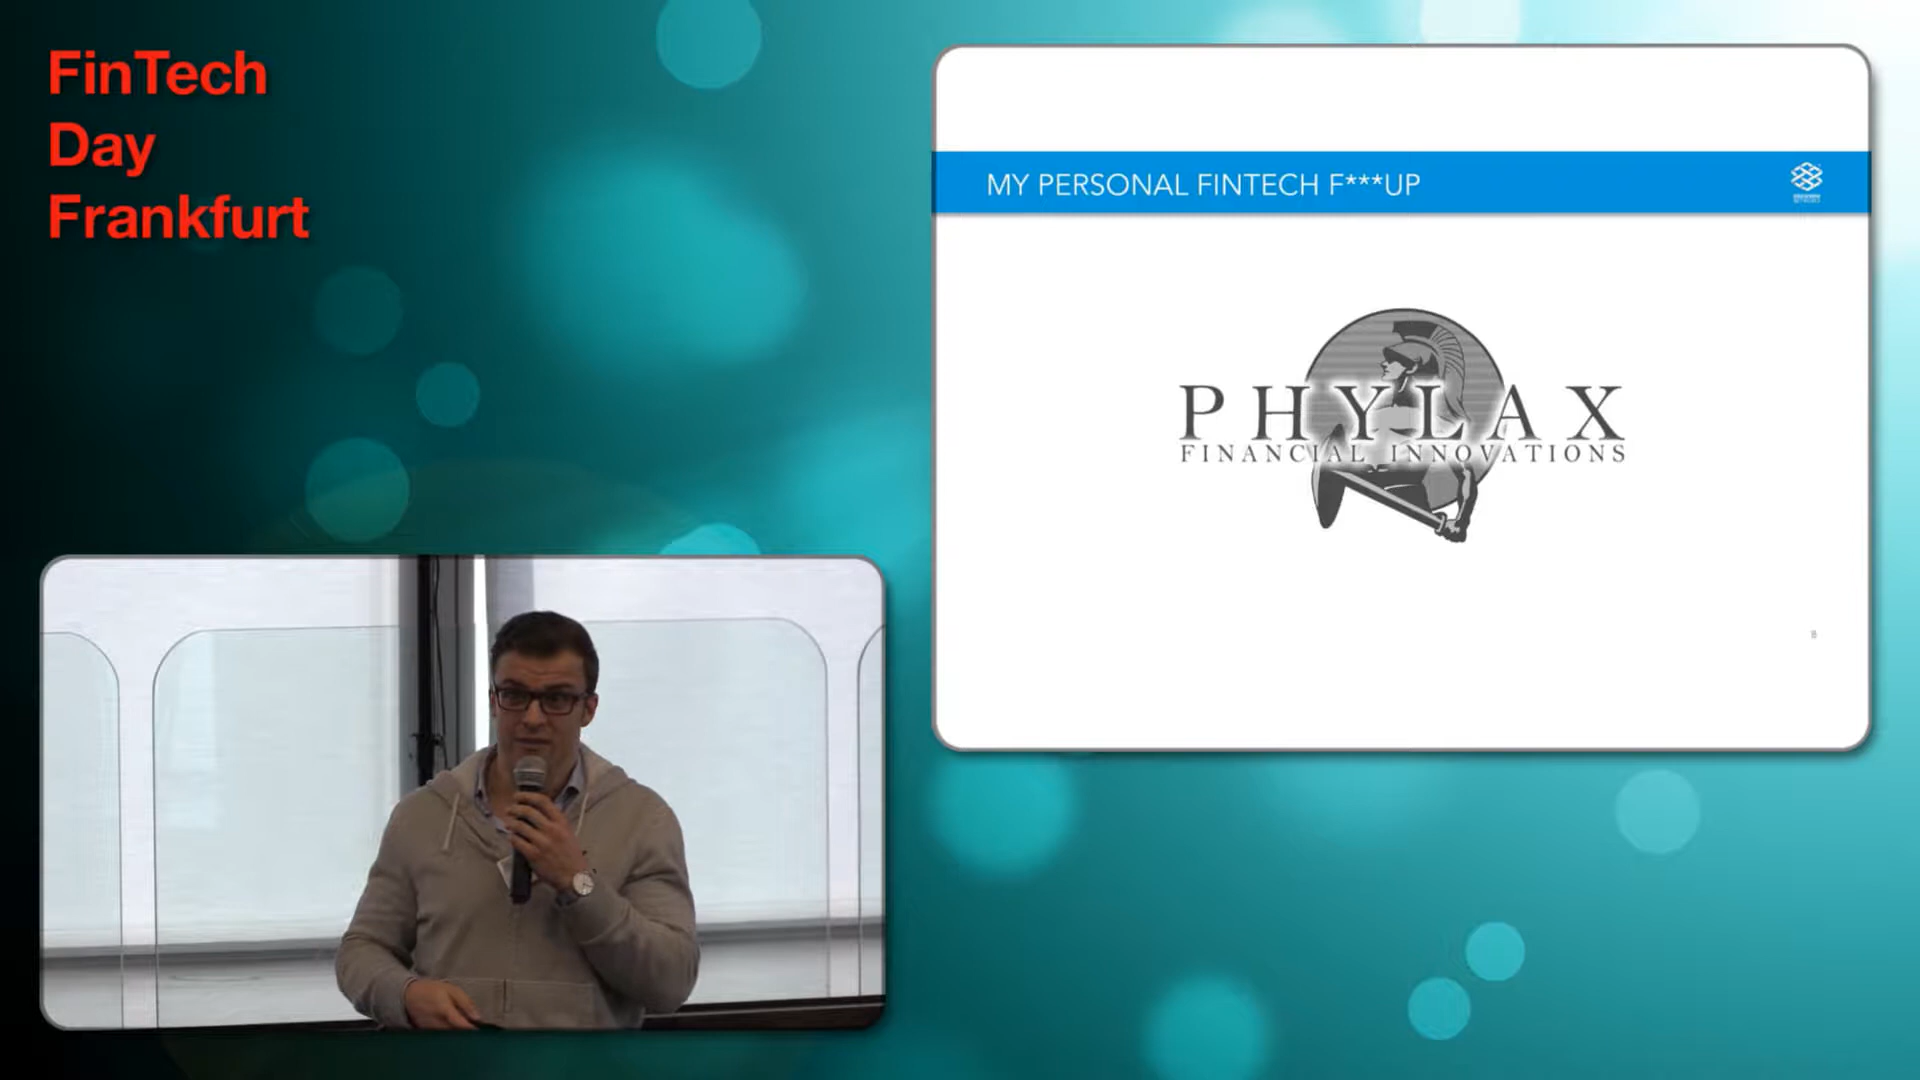 FinTech
Day
Frankfurt
MY PERSONAL FINTECH F***UP
PHYLAX
FINANCIAL INNOVATIONS